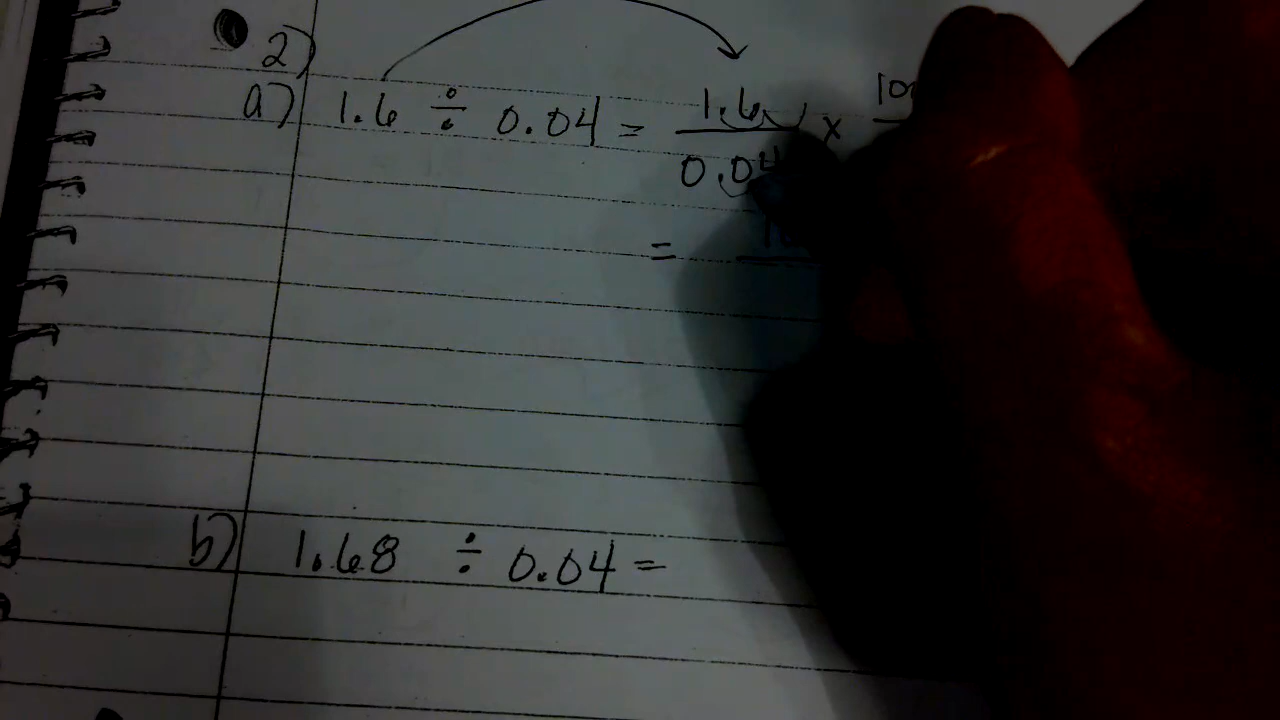 2)
a) 1.6 ÷ 0.04 = 1.6 ×
0.04
=
b) 1.68 ÷ 0.04 =